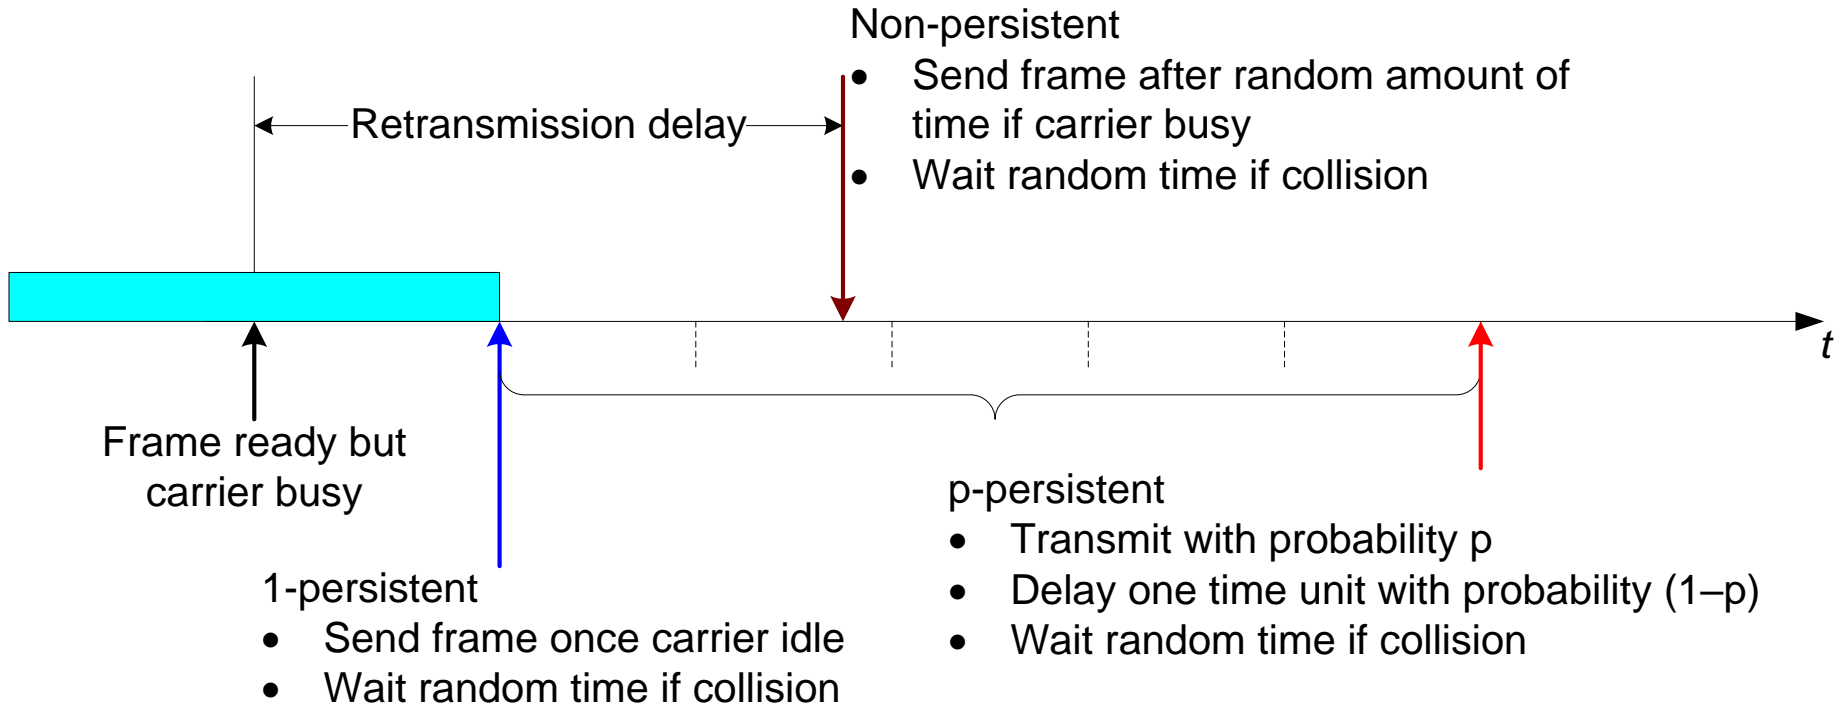 Non-persistent
• Send frame after random amount of
time if carrier busy
• Wait random time if collision
Retransmission delay
t
Frame ready but
carrier busy
1-persistent
• Send frame once carrier idle
• Wait random time if collision
p-persistent
• Transmit with probability p
• Delay one time unit with probability (1–p)
• Wait random time if collision